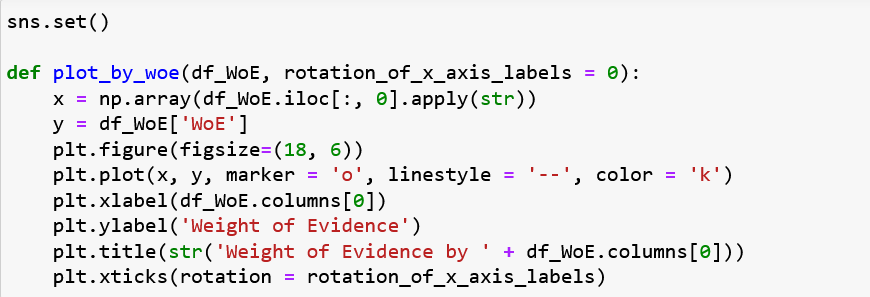 sns.set()
def plot_by_woe(df_WoE, rotation_of_x_axis_labels = 0):
    x = np.array(df_WoE.iloc[:, 0].apply(str))
    y = df_WoE['WoE']
    plt.figure(figsize=(18, 6))
    plt.plot(x, y, marker = 'o', linestyle = '--', color = 'k')
    plt.xlabel(df_WoE.columns[0])
    plt.ylabel('Weight of Evidence')
    plt.title(str('Weight of Evidence by ' + df_WoE.columns[0]))
    plt.xticks(rotation = rotation_of_x_axis_labels)